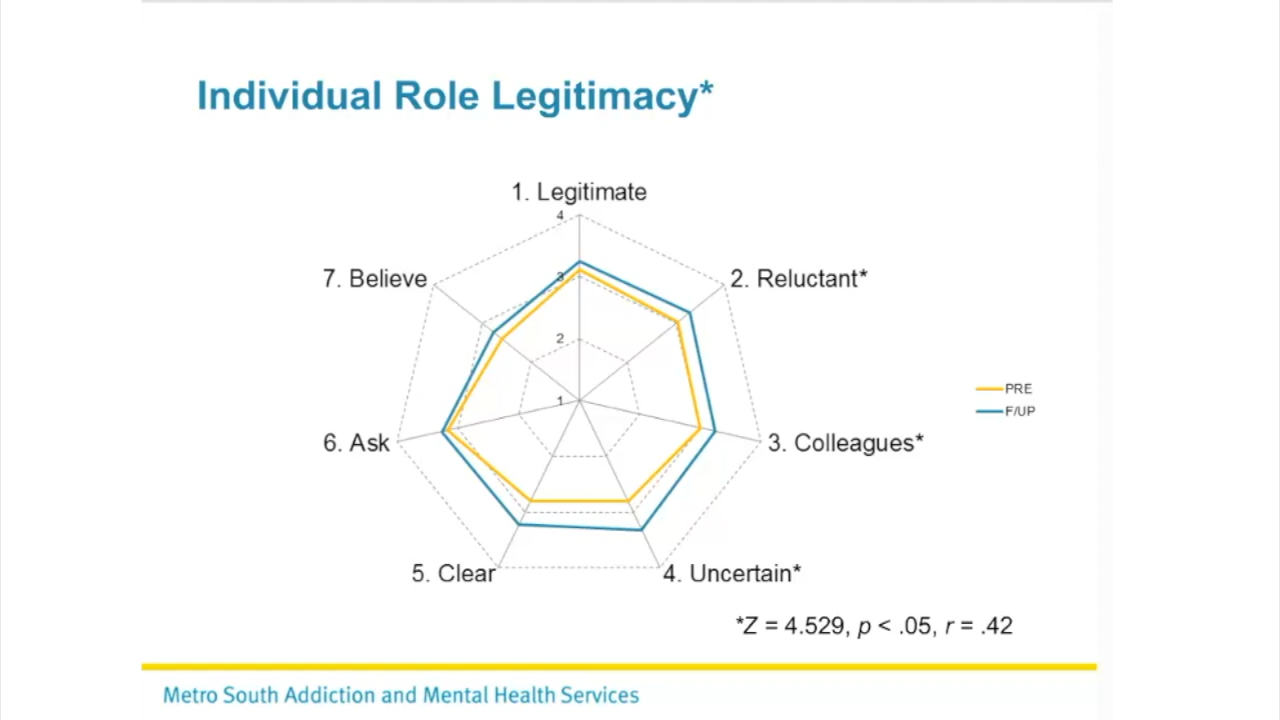 Individual Role Legitimacy*
1. Legitimate
4
7. Believe
2. Reluctant*
3
2
PRE
1
F/UP
6. Ask
3. Colleagues*
5. Clear
4. Uncertain*
*Z = 4.529, p < .05, r = .42
Metro South Addiction and Mental Health Services